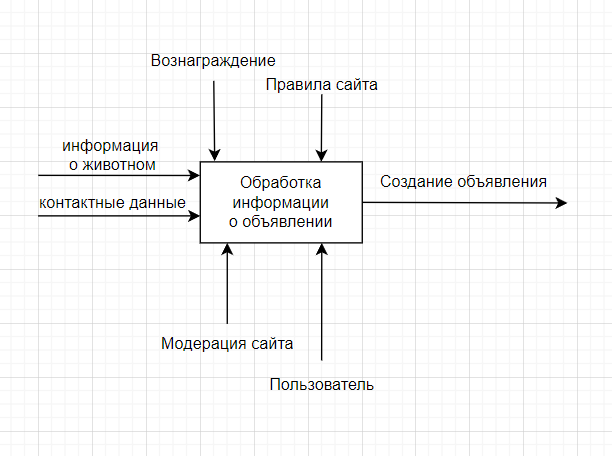 Вознаграждение
Правила сайта
информация
о животном
контактные данные
Обработка
информации
о объявлении
Создание объявления
Модерация сайта
Пользователь